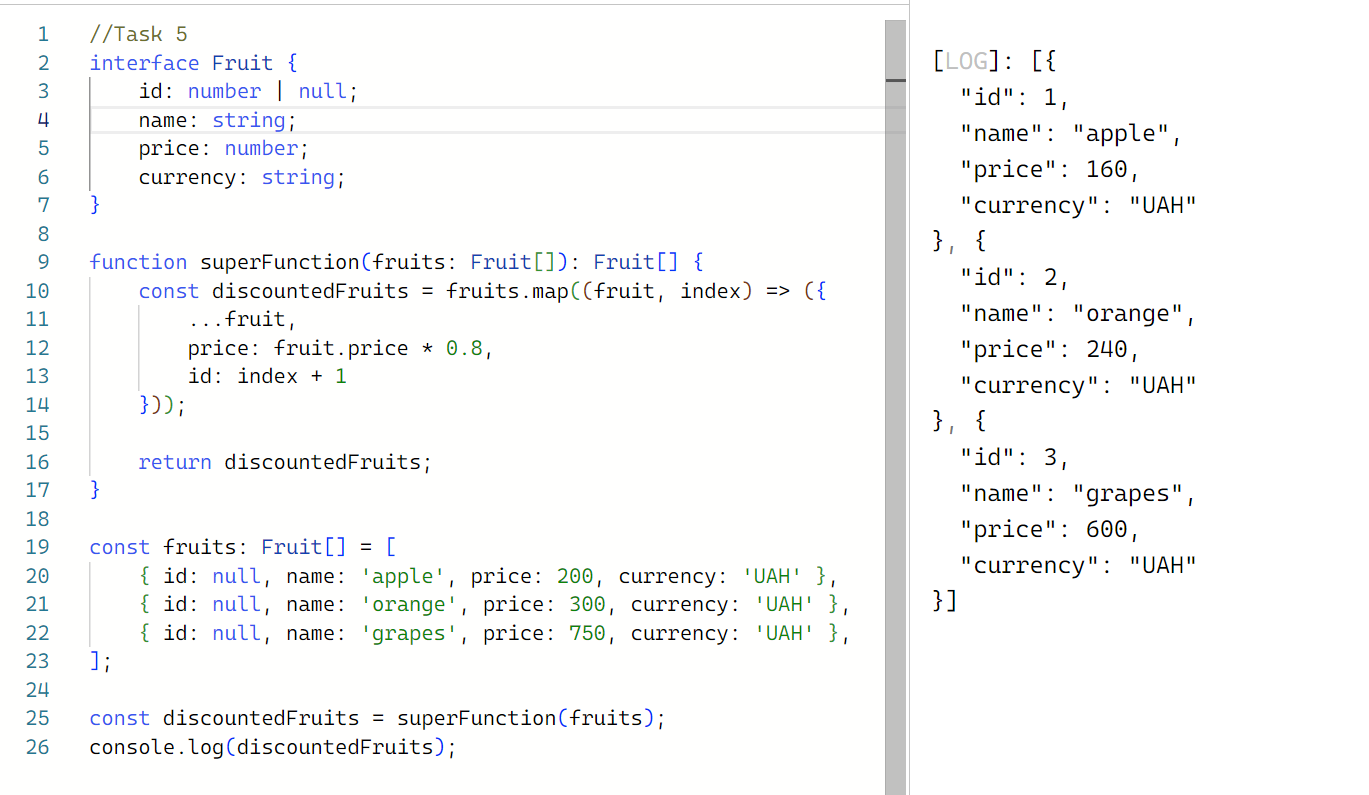 1 //Task 5
2 interface Fruit {
3     id: number | null;
4     name: string;
5     price: number;
6     currency: string;
7 }
8
9 function superFunction(fruits: Fruit[]): Fruit[] {
10     const discountedFruits = fruits.map((fruit, index) => ({
11         ...fruit,
12         price: fruit.price * 0.8,
13         id: index + 1
14     }));
15
16     return discountedFruits;
17 }
18
19 const fruits: Fruit[] = [
20     { id: null, name: 'apple', price: 200, currency: 'UAH' },
21     { id: null, name: 'orange', price: 300, currency: 'UAH' },
22     { id: null, name: 'grapes', price: 750, currency: 'UAH' },
23 ];
24
25 const discountedFruits = superFunction(fruits);
26 console.log(discountedFruits);
[LOG]: [{
  "id": 1,
  "name": "apple",
  "price": 160,
  "currency": "UAH"
}, {
  "id": 2,
  "name": "orange",
  "price": 240,
  "currency": "UAH"
}, {
  "id": 3,
  "name": "grapes",
  "price": 600,
  "currency": "UAH"
}]